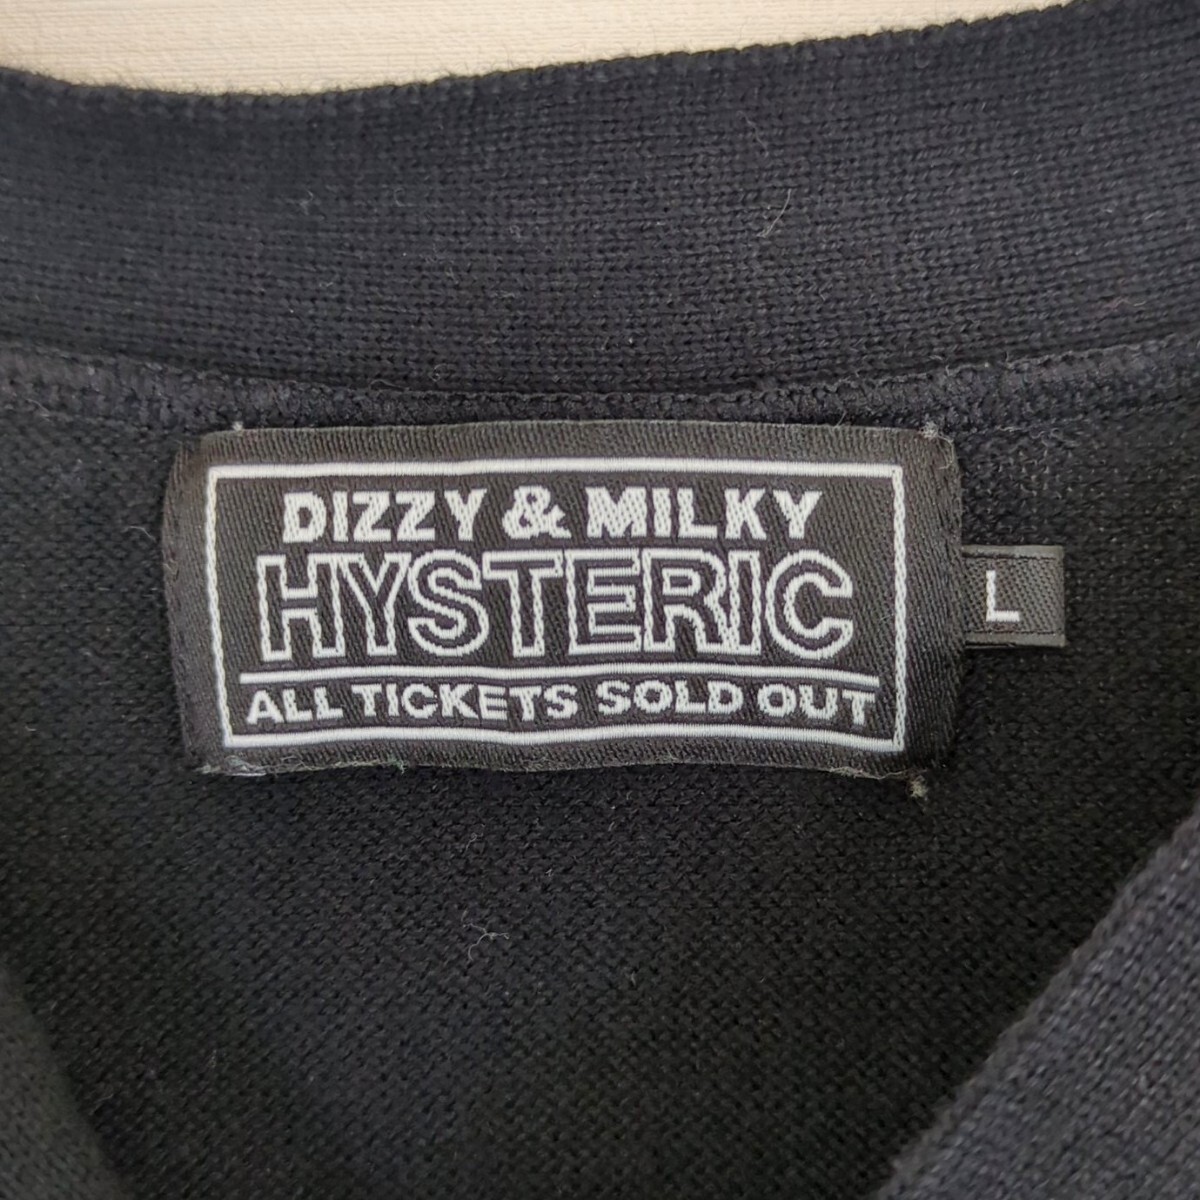 DIZZY & MILKY
HYSTERIC
ALL TICKETS SOLD OUT
L